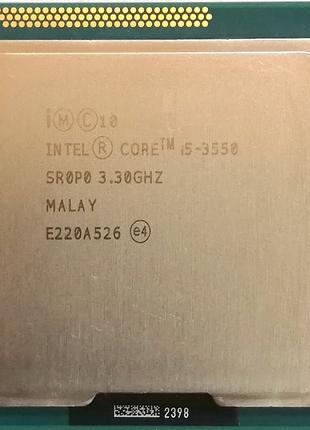 i Ⓜ Ⓒ 10
INTEL® CORE™ i5-3550
SR0P0 3.30GHZ
MALAY
E220A526 e4
2398